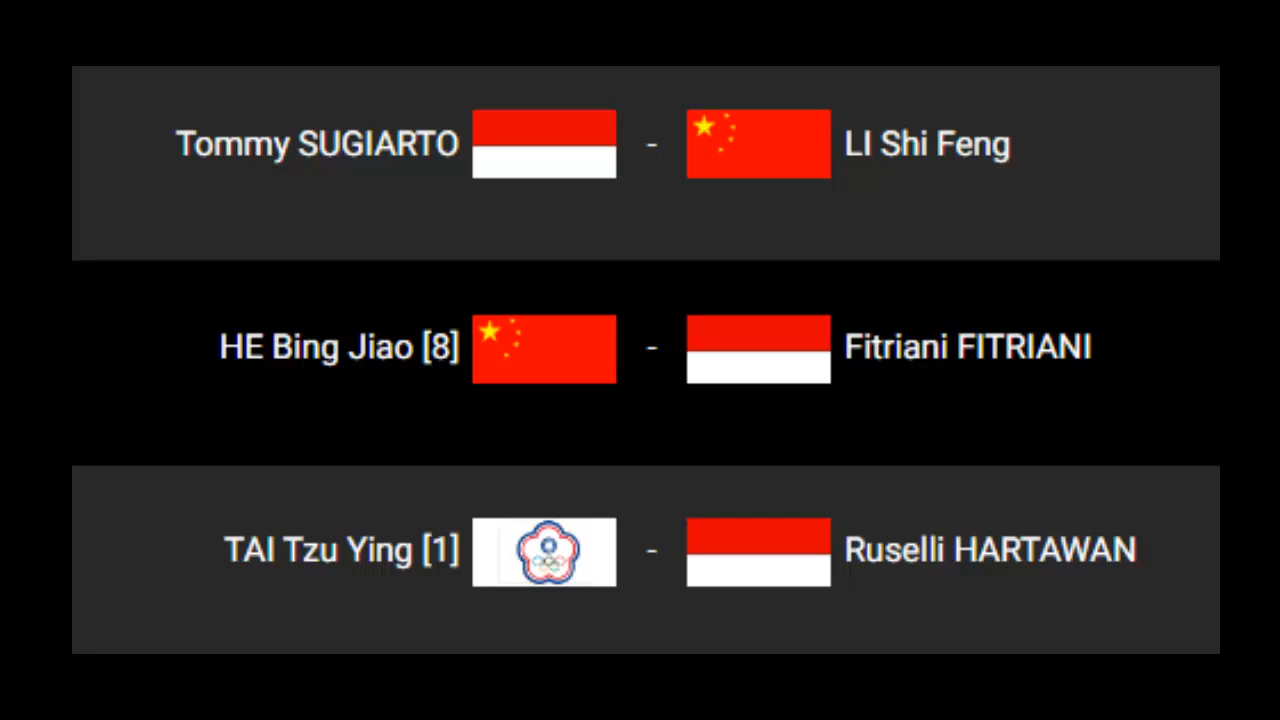 Tommy SUGIARTO - LI Shi Feng
HE Bing Jiao [8] - Fitriani FITRIANI
TAI Tzu Ying [1] - Ruselli HARTAWAN